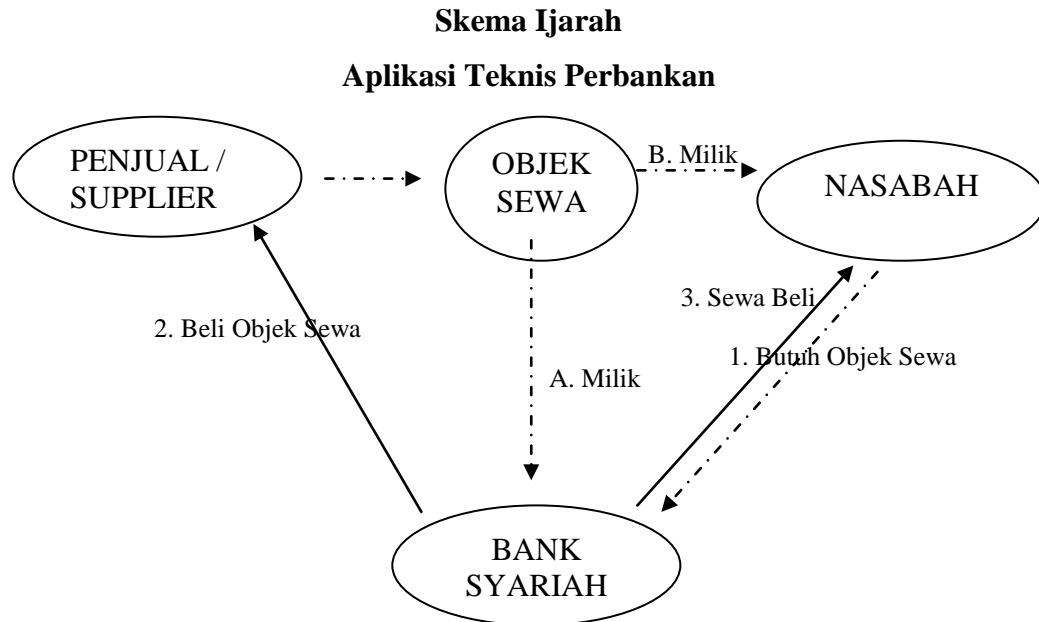 Skema Ijarah
Aplikasi Teknis Perbankan
PENJUAL /
SUPPLIER
OBJEK
SEWA
B. Milik
NASABAH
2. Beli Objek Sewa
3. Sewa Beli
1. Butuh Objek Sewa
A. Milik
BANK
SYARIAH